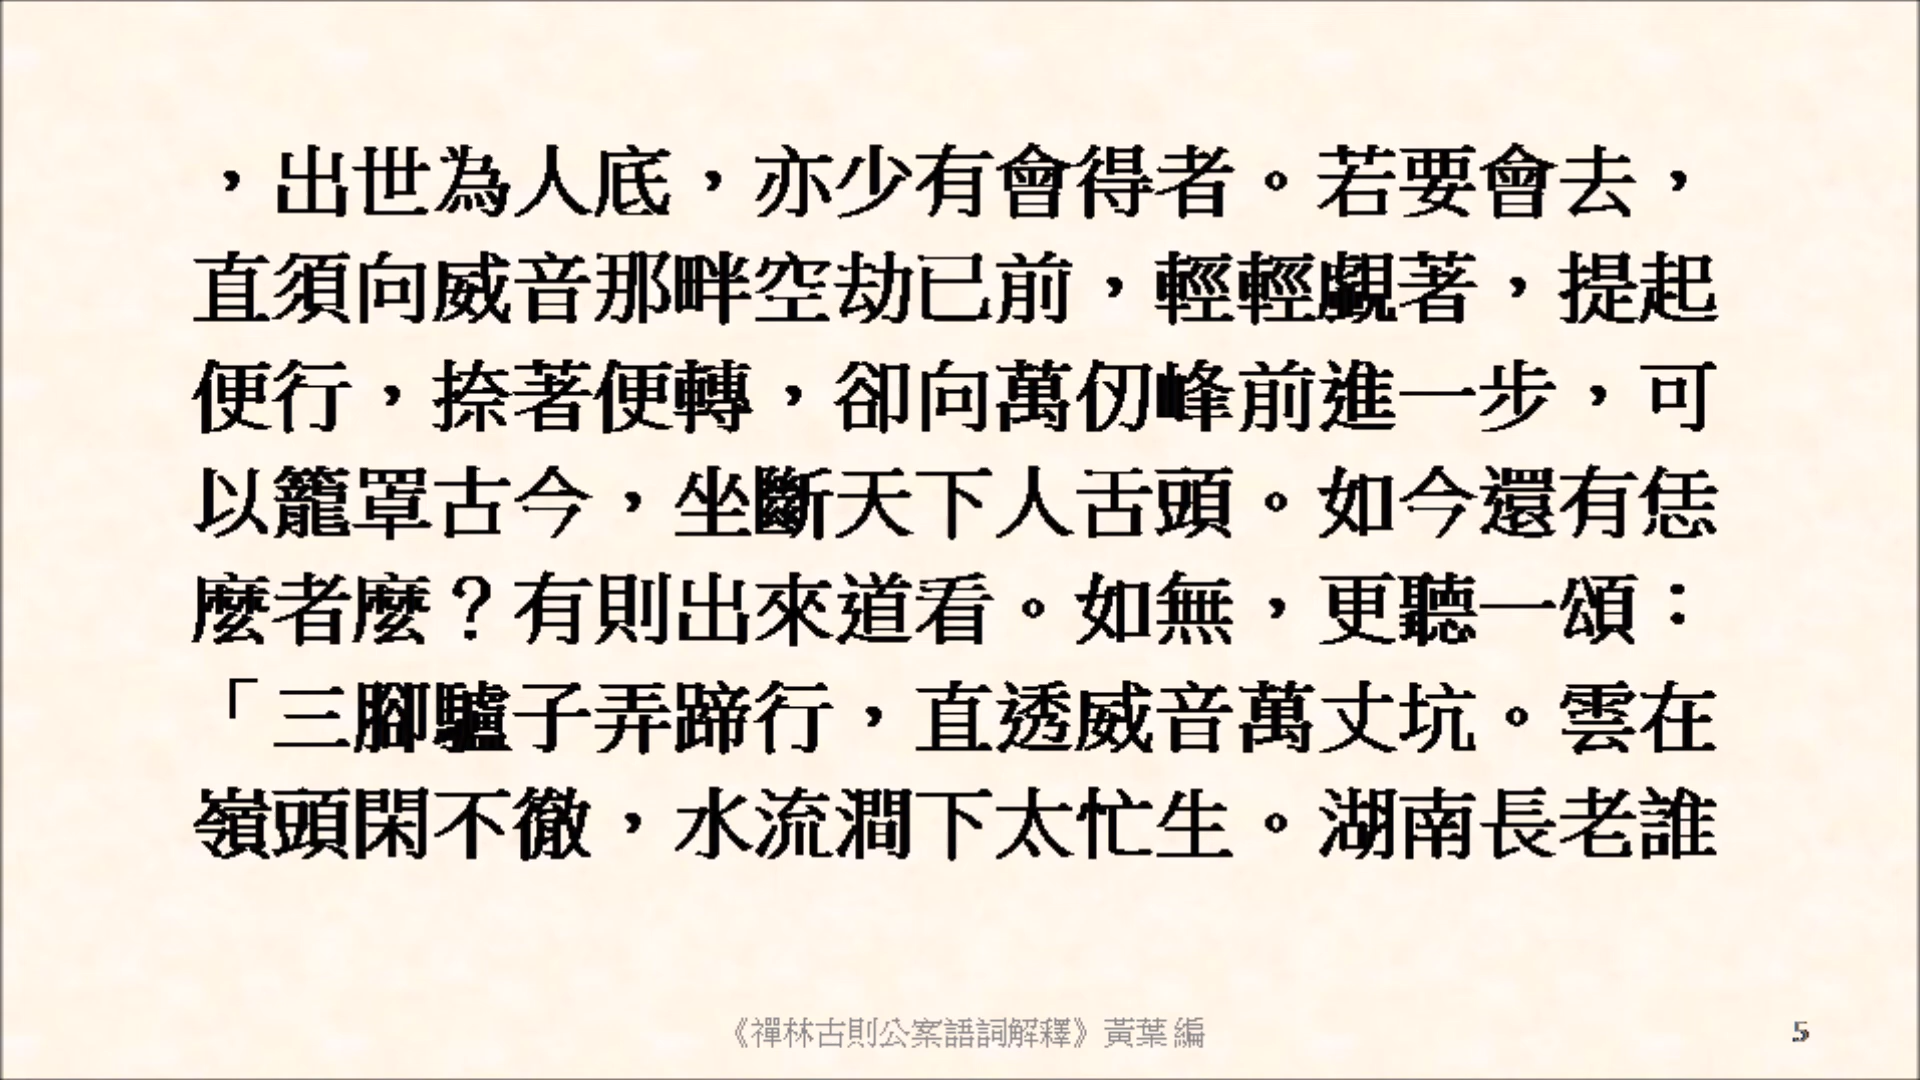 ，出世為人底，亦少有會得者。若要會去，
直須向威音那畔空劫已前，輕輕覷著，提起
便行，捺著便轉，卻向萬仞峰前進一步，可
以籠罩古今，坐斷天下人舌頭。如今還有恁
麼者麼？有則出來道看。如無，更聽一頌：
「三腳驢子弄蹄行，直透威音萬丈坑。雲在
嶺頭閑不徹，水流澗下太忙生。湖南長老誰
《禪林古則公案語詞解釋》黃葉 編
5